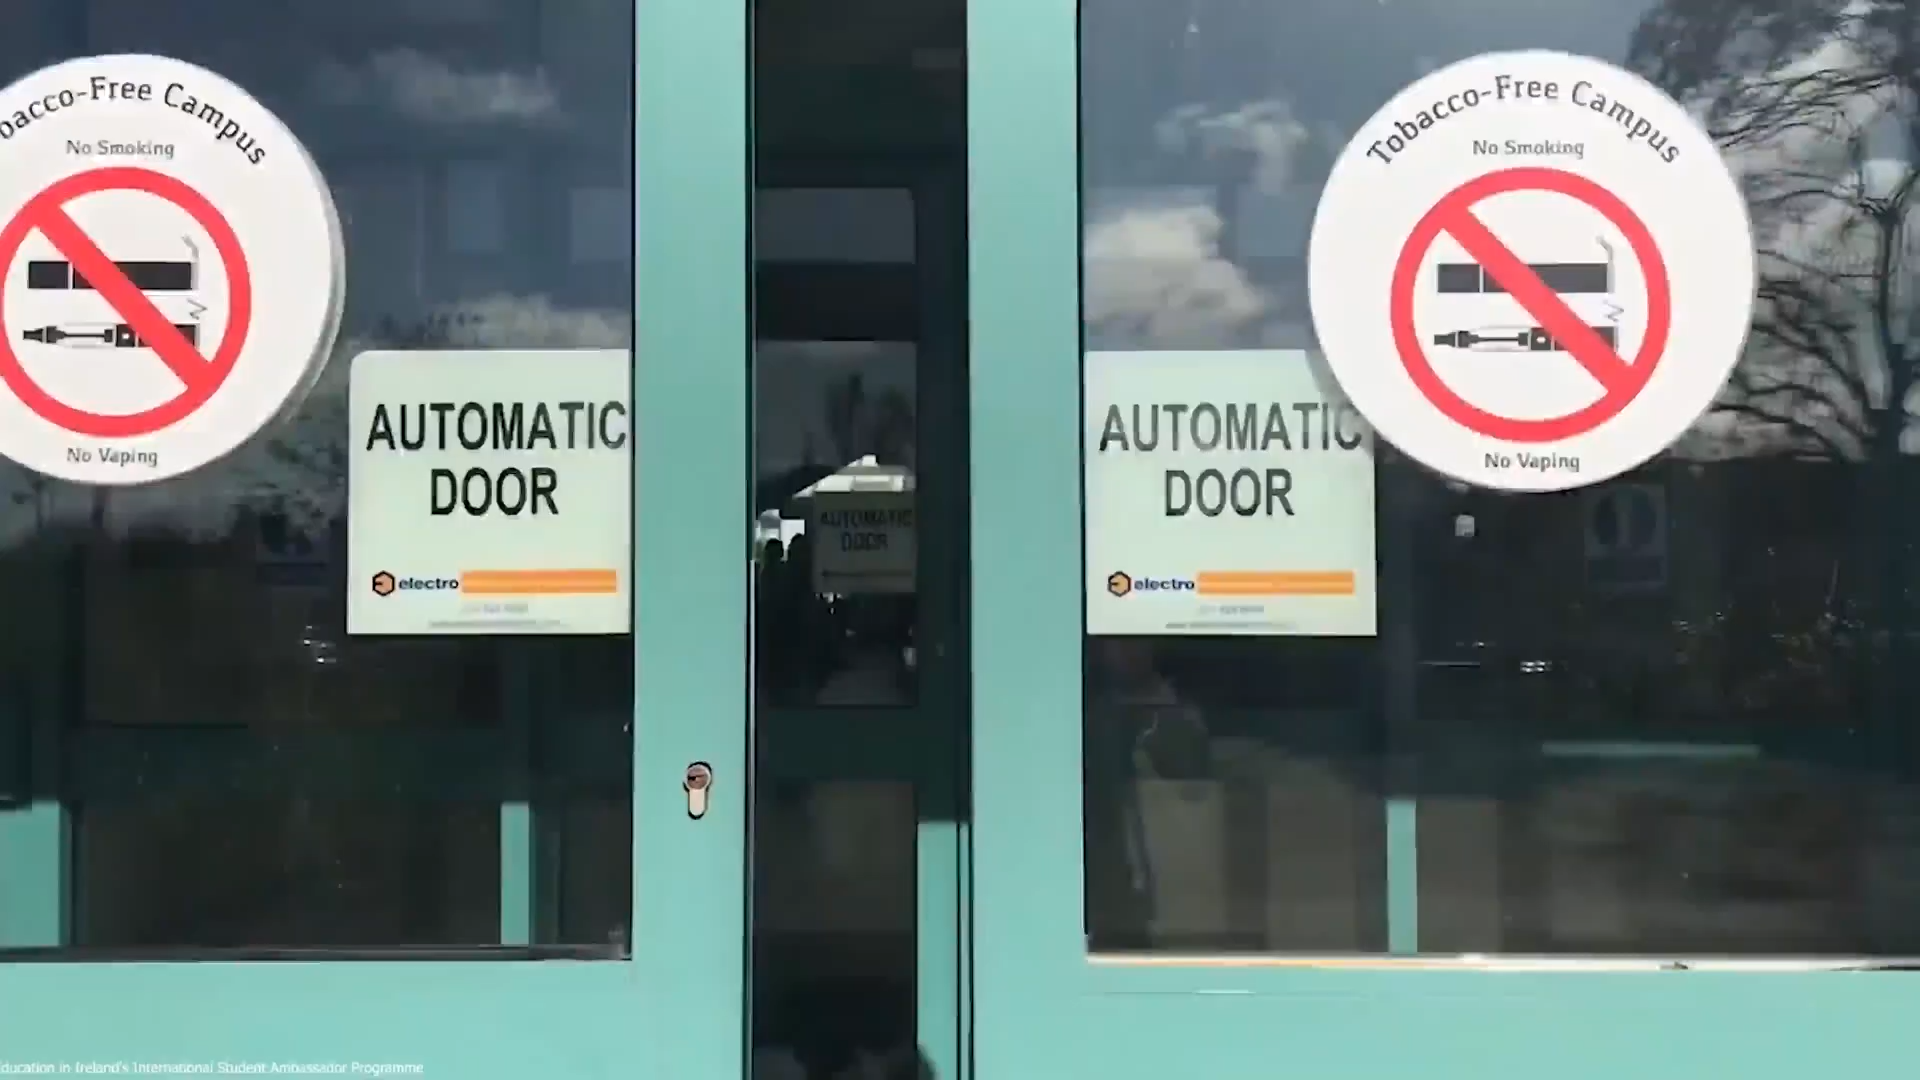 Tobacco-Free Campus
No Smoking
No Vaping
AUTOMATIC
DOOR
electro
obacco-Free Campus
No Smoking
No Vaping
AUTOMATIC
DOOR
electro
AUTOMATIC
DOOR
ducation in Ireland's International Student Ambassador Programme